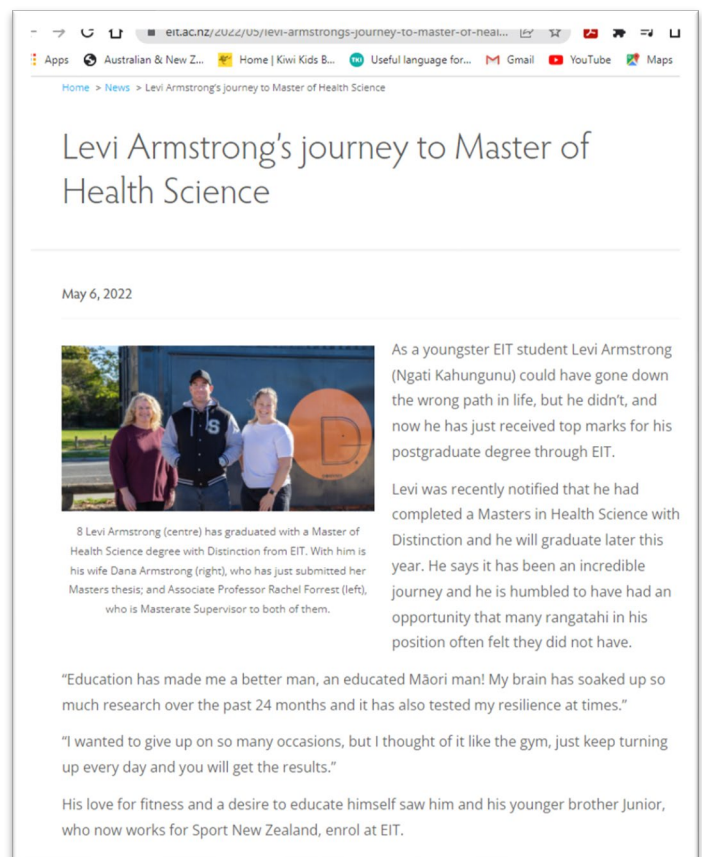 eit.ac.nz/2022/05/levi-armstrongs-journey-to-master-of-heal...
Apps Australian & New Z... Home | Kiwi Kids B... Useful language for... Gmail YouTube Maps
Home > News > Levi Armstrong's journey to Master of Health Science
Levi Armstrong's journey to Master of
Health Science
May 6, 2022
S
D
8 Levi Armstrong (centre) has graduated with a Master of
Health Science degree with Distinction from EIT. With him is
his wife Dana Armstrong (right), who has just submitted her
Masters thesis; and Associate Professor Rachel Forrest (left),
who is Masterate Supervisor to both of them.
As a youngster EIT student Levi Armstrong
(Ngati Kahungunu) could have gone down
the wrong path in life, but he didn't, and
now he has just received top marks for his
postgraduate degree through EIT.
Levi was recently notified that he had
completed a Masters in Health Science with
Distinction and he will graduate later this
year. He says it has been an incredible
journey and he is humbled to have had an
opportunity that many rangatahi in his
position often felt they did not have.
“Education has made me a better man, an educated Māori man! My brain has soaked up so
much research over the past 24 months and it has also tested my resilience at times.”
“I wanted to give up on so many occasions, but I thought of it like the gym, just keep turning
up every day and you will get the results.”
His love for fitness and a desire to educate himself saw him and his younger brother Junior,
who now works for Sport New Zealand, enrol at EIT.